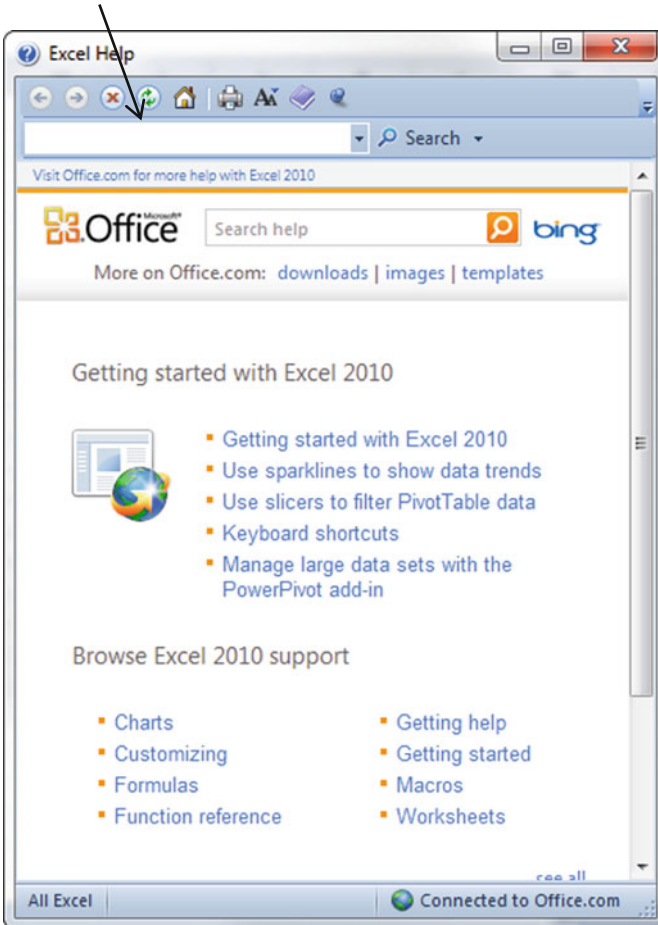 Excel Help
Search
Visit Office.com for more help with Excel 2010
Microsoft®
Office
Search help
bing
More on Office.com: downloads | images | templates
Getting started with Excel 2010
Getting started with Excel 2010
Use sparklines to show data trends
Use slicers to filter PivotTable data
Keyboard shortcuts
Manage large data sets with the
PowerPivot add-in
Browse Excel 2010 support
Charts
Getting help
Customizing
Getting started
Formulas
Macros
Function reference
Worksheets
see all
All Excel
Connected to Office.com